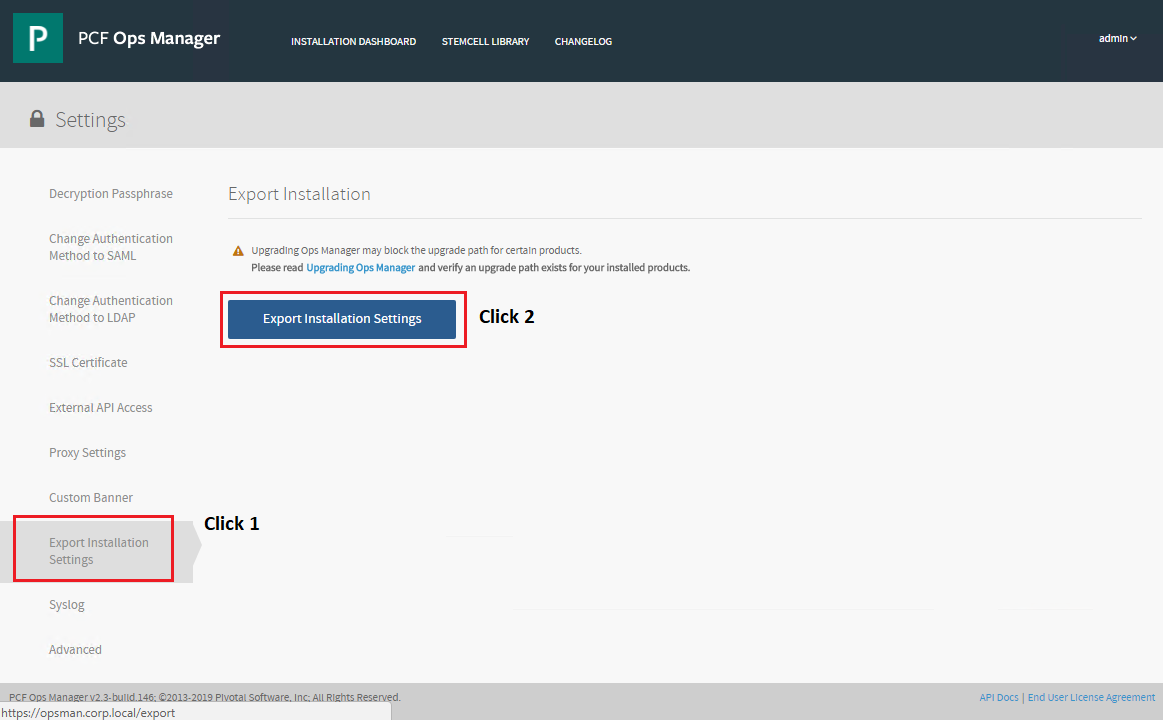 P
PCF Ops Manager
INSTALLATION DASHBOARD
STEMCELL LIBRARY
CHANGELOG
admin
Settings
Decryption Passphrase
Change Authentication
Method to SAML
Change Authentication
Method to LDAP
SSL Certificate
External API Access
Proxy Settings
Custom Banner
Export Installation
Settings
Click 1
Syslog
Advanced
Export Installation
Upgrading Ops Manager may block the upgrade path for certain products.
Please read Upgrading Ops Manager and verify an upgrade path exists for your installed products.
Export Installation Settings
Click 2
PCF Ops Manager v2.3-build.146; ©2013-2019 Pivotal Software, Inc; All Rights Reserved.
API Docs | End User License Agreement
https://opsman.corp.local/export